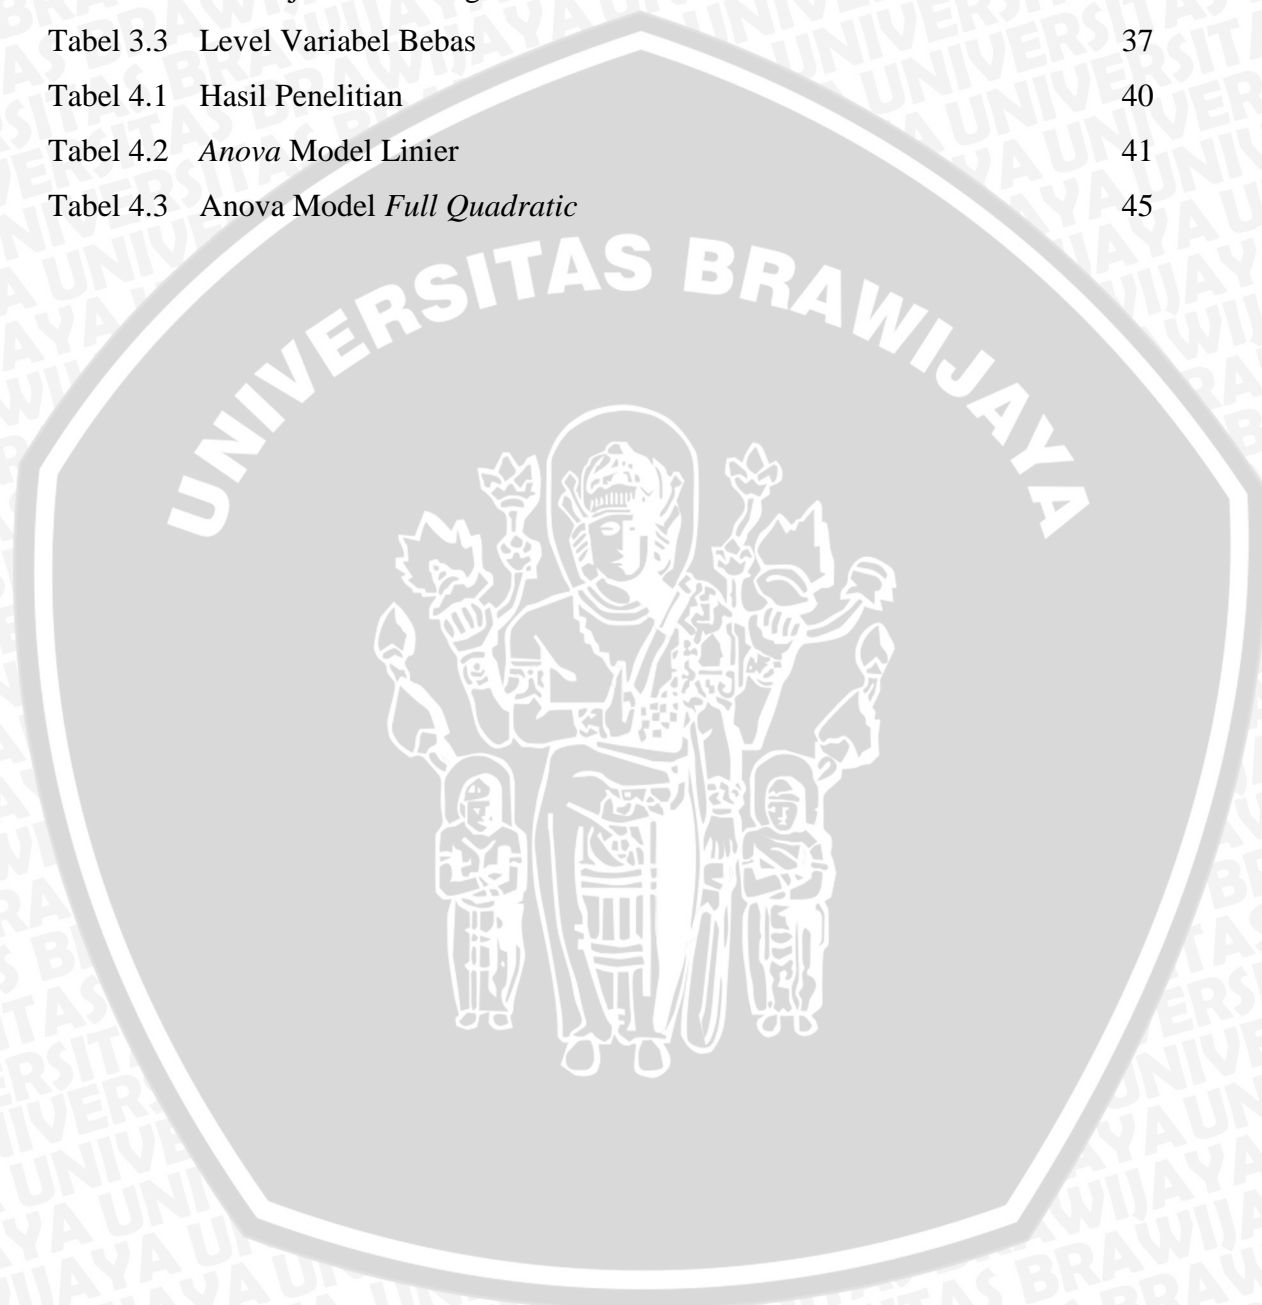 Tabel 3.3 Level Variabel Bebas 37
Tabel 4.1 Hasil Penelitian 40
Tabel 4.2 Anova Model Linier 41
Tabel 4.3 Anova Model Full Quadratic 45
UNIVERSITAS BRAWIJAYA